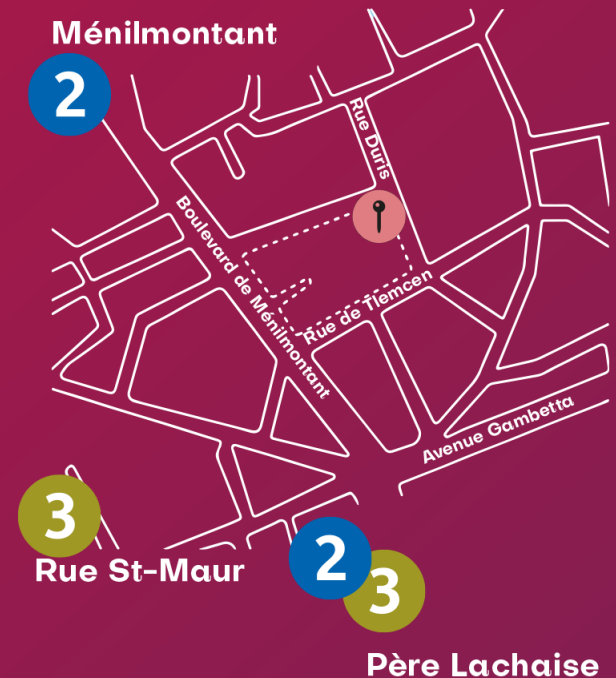 Ménilmontant
2
Rue Duris
Boulevard de Ménilmontant
Rue de Tlemcen
Avenue Gambetta
3
Rue St-Maur
2
3
Père Lachaise